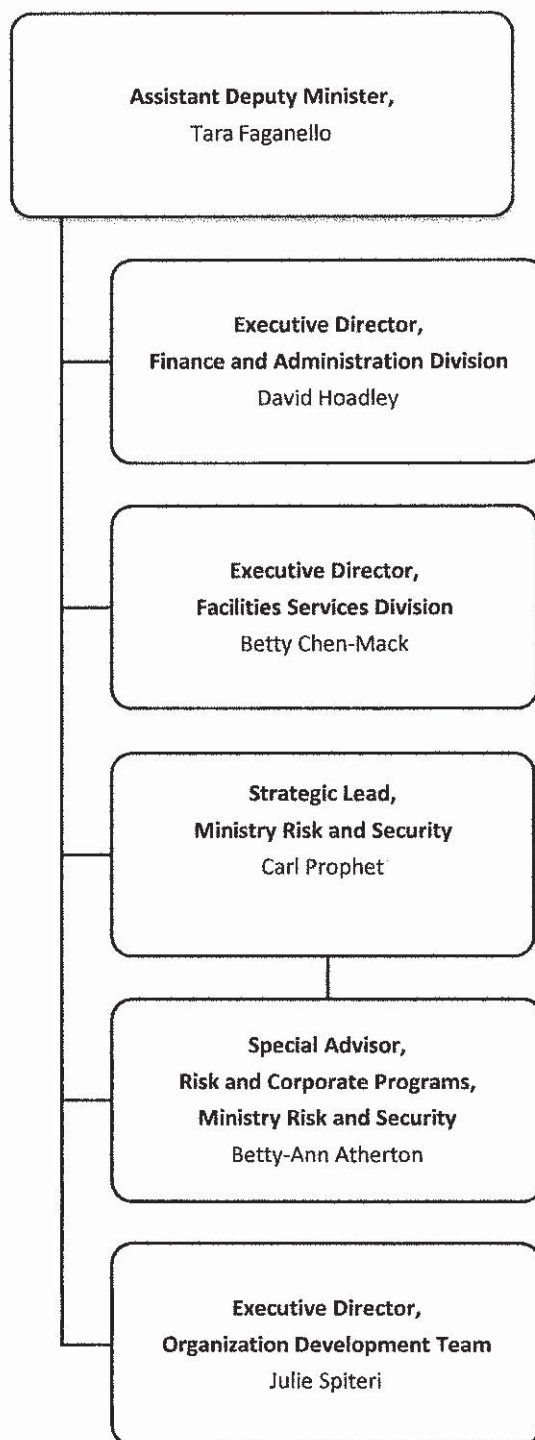 Assistant Deputy Minister,
Tara Faganello
Executive Director,
Finance and Administration Division
David Hoadley
Executive Director,
Facilities Services Division
Betty Chen-Mack
Strategic Lead,
Ministry Risk and Security
Carl Prophet
Special Advisor,
Risk and Corporate Programs,
Ministry Risk and Security
Betty-Ann Atherton
Executive Director,
Organization Development Team
Julie Spiteri